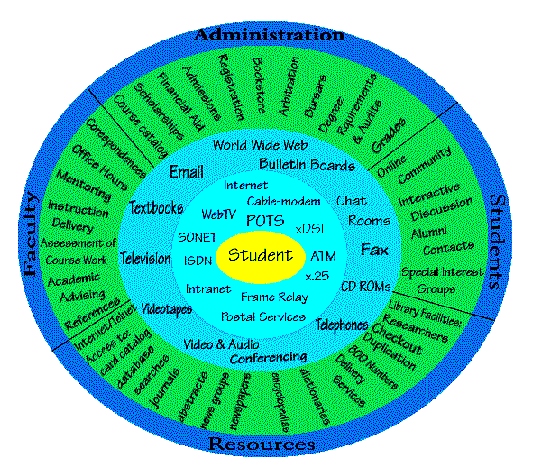 Administration
Correspondences
Course catalog
Scholarships
Financial Aid
Admissions
Registration
Bookstore
Arbitration
Bursars
Degree
Requirements
& Audits
Grades
Faculty
Office Hours
Mentoring
Instruction
Delivery
Assessment of
Course Work
Academic
Advising
References
Students
Online
Community
Interactive
Discussion
Alumni
Contacts
Special Interest
Groups
World Wide Web
Bulletin Boards
Email
Chat
Rooms
Textbooks
Fax
Television
CD ROMs
Videotapes
Telephones
Video & Audio
Conferencing
Internet
Cable-modem
WebTV
POTS
xDSL
SONET
Student
ATM
ISDN
x.25
Intranet
Frame Relay
Postal Services
Access to:
card catalog
database
searches
journals
abstracts
news groups
newspapers
encyclopedias
dictionaries
Delivery
Services
800 Numbers
Duplication
Checkout
Researchers
Library Facilities
Resources